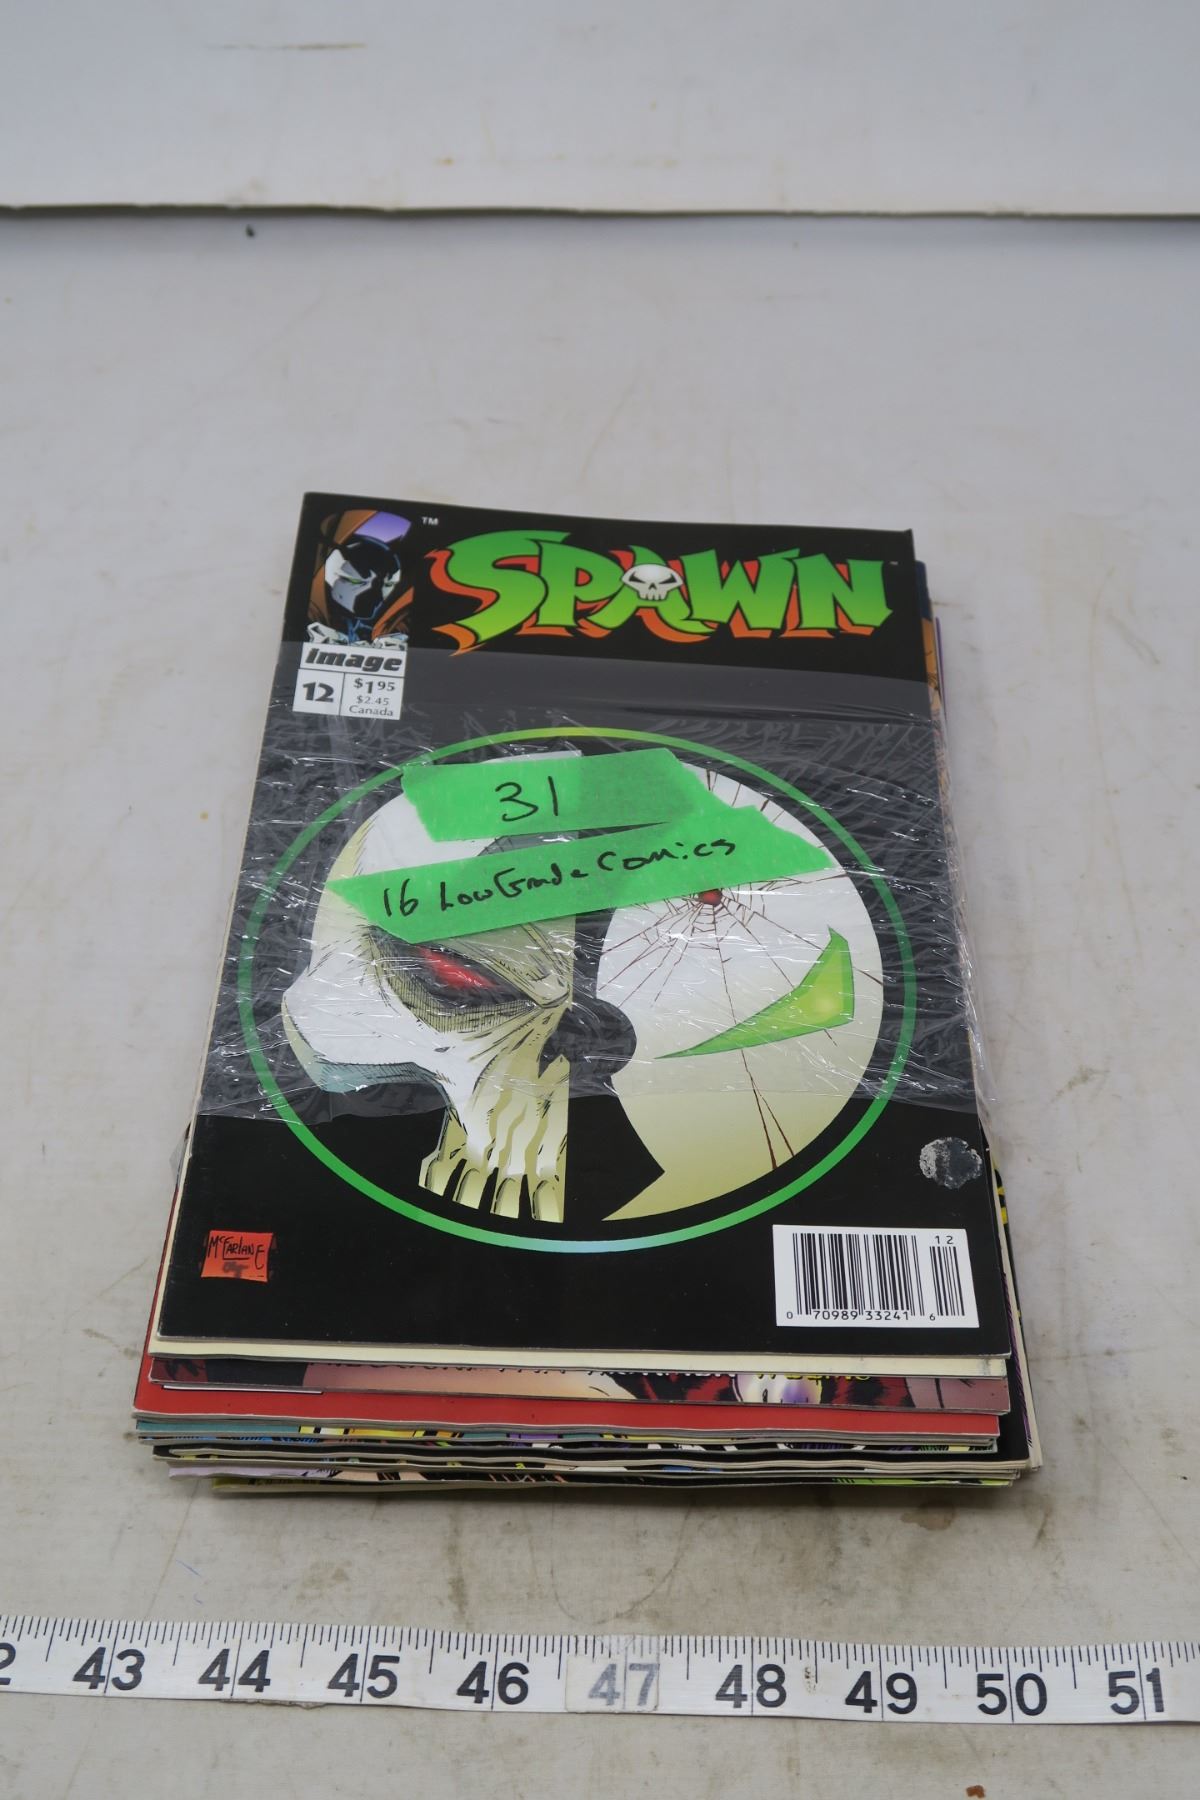 TM
SPAWN
image
12
$1.95
$2.45
Canada
31
16 Low Grade Comics
McFARLANE
12
0 70989 33241 6
43 44 45 46 47 48 49 50 51